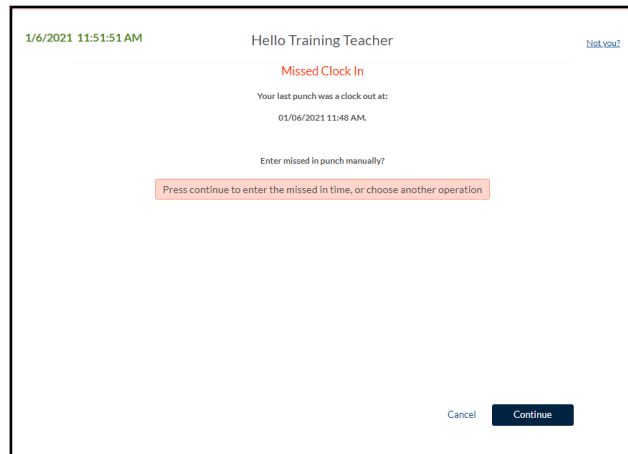 1/6/2021 11:51:51 AM
Hello Training Teacher
Not you?
Missed Clock In
Your last punch was a clock out at:
01/06/2021 11:48 AM.
Enter missed in punch manually?
Press continue to enter the missed in time, or choose another operation
Cancel
Continue